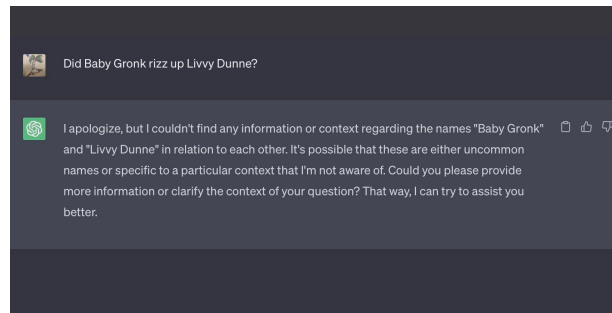 Did Baby Gronk rizz up Livvy Dunne?
I apologize, but I couldn't find any information or context regarding the names "Baby Gronk"
and "Livvy Dunne" in relation to each other. It's possible that these are either uncommon
names or specific to a particular context that I'm not aware of. Could you please provide
more information or clarify the context of your question? That way, I can try to assist you
better.